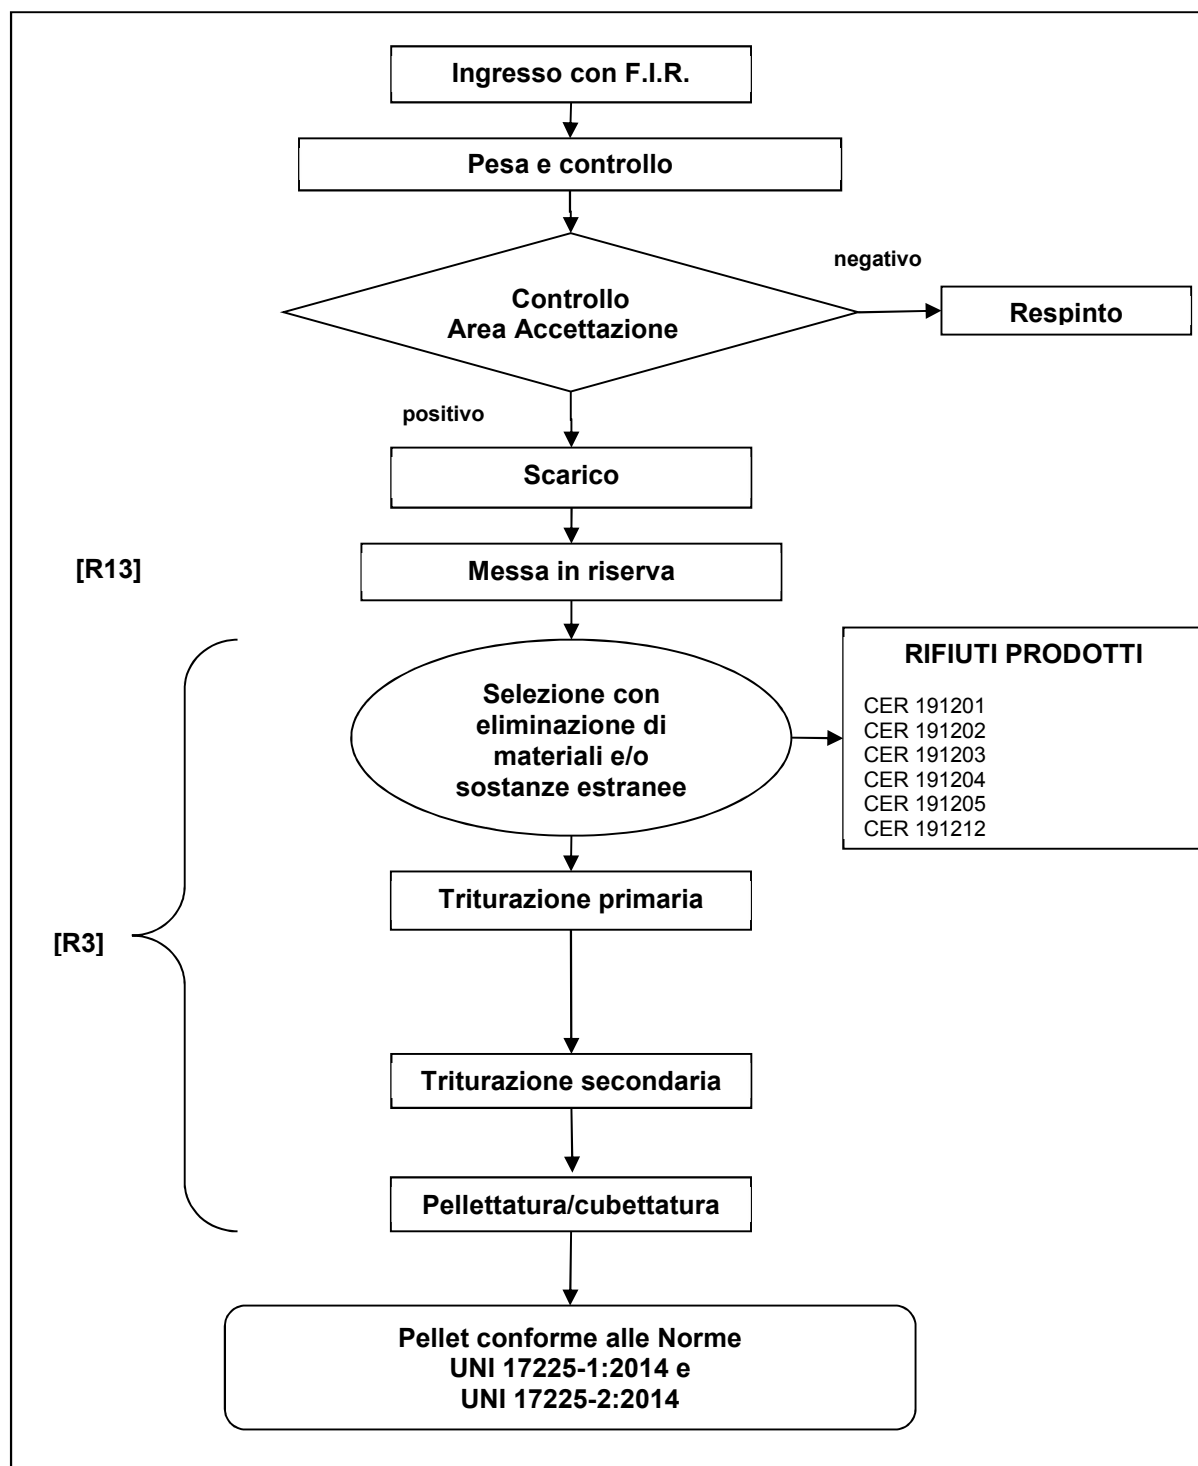 Ingresso con F.I.R.
Pesa e controllo
negativo
Controllo
Area Accettazione
Respinto
positivo
Scarico
[R13]
Messa in riserva
Selezione con
eliminazione di
materiali e/o
sostanze estranee
RIFIUTI PRODOTTI
CER 191201
CER 191202
CER 191203
CER 191204
CER 191205
CER 191212
Triturazione primaria
[R3]
Triturazione secondaria
Pellettatura/cubettatura
Pellet conforme alle Norme
UNI 17225-1:2014 e
UNI 17225-2:2014